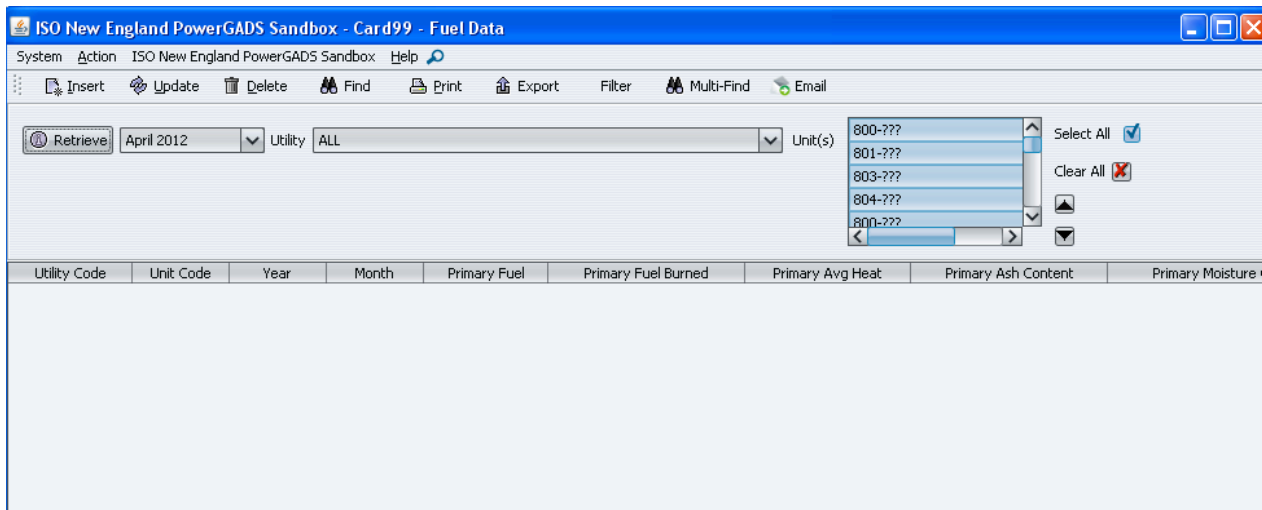 ISO New England PowerGADS Sandbox - Card99 - Fuel Data
System Action ISO New England PowerGADS Sandbox Help
Insert Update Delete Find Print Export Filter Multi-Find Email
Retrieve April 2012 Utility ALL Unit(s)
800-???
801-???
803-???
804-???
800-???
Select All
Clear All
Utility Code Unit Code Year Month Primary Fuel Primary Fuel Burned Primary Avg Heat Primary Ash Content Primary Moisture